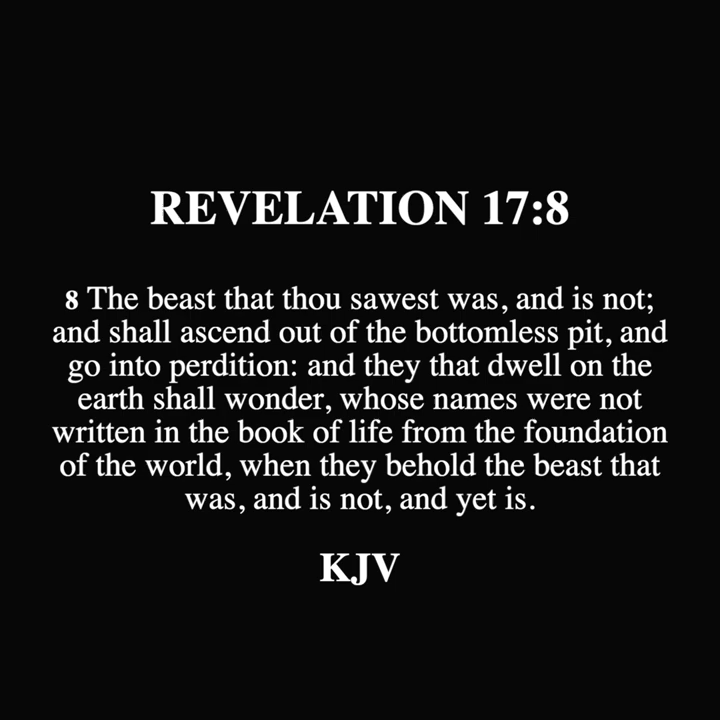 REVELATION 17:8
8 The beast that thou sawest was, and is not;
and shall ascend out of the bottomless pit, and
go into perdition: and they that dwell on the
earth shall wonder, whose names were not
written in the book of life from the foundation
of the world, when they behold the beast that
was, and is not, and yet is.
KJV